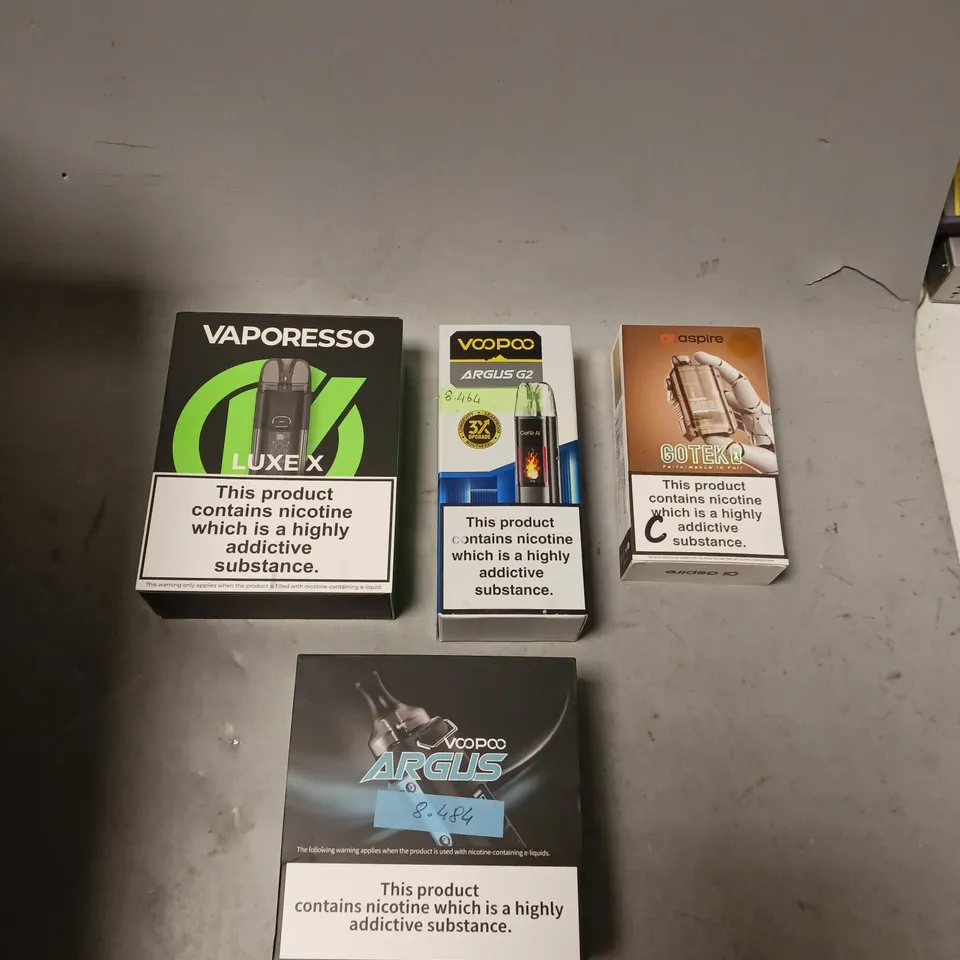 VAPORESSO
LUXE X
This product
contains nicotine
which is a highly
addictive
substance.
This warning only applies when the product is filled with nicotine-containing e-liquid.
VOOPOO
ARGUS G2
8.464
3X
UPGRADE
This product
contains nicotine
which is a highly
addictive
substance.
aspire
GOTEK X
Performance in Full
This product
contains nicotine
which is a highly
C
addictive
substance.
aspire
VOOPOO
ARGUS
8.484
The following warning applies when the product is used with nicotine-containing e-liquids.
This product
contains nicotine which is a highly
addictive substance.